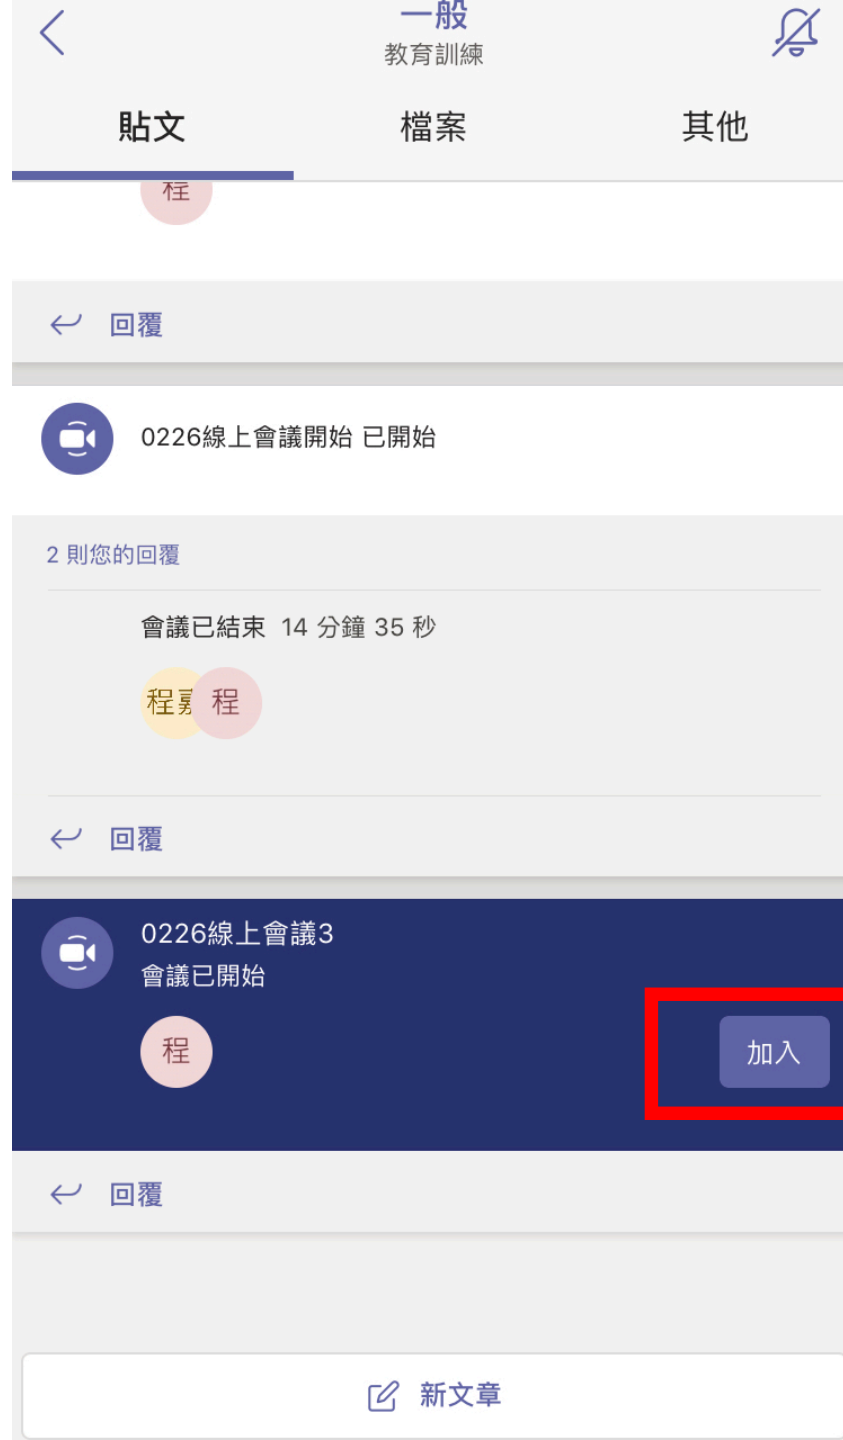 一般
教育訓練
貼文 檔案 其他
程
回覆
0226線上會議開始 已開始
2 則您的回覆
會議已結束 14 分鐘 35 秒
程嘉 程
回覆
0226線上會議3
會議已開始
程 加入
回覆
新文章